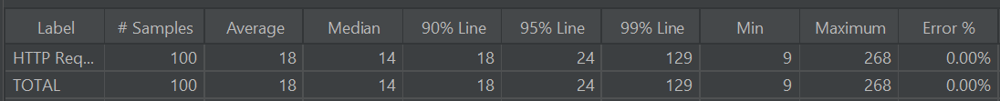 Label # Samples Average Median 90% Line 95% Line 99% Line Min Maximum Error %
HTTP Req... 100 18 14 18 24 129 9 268 0.00%
TOTAL 100 18 14 18 24 129 9 268 0.00%